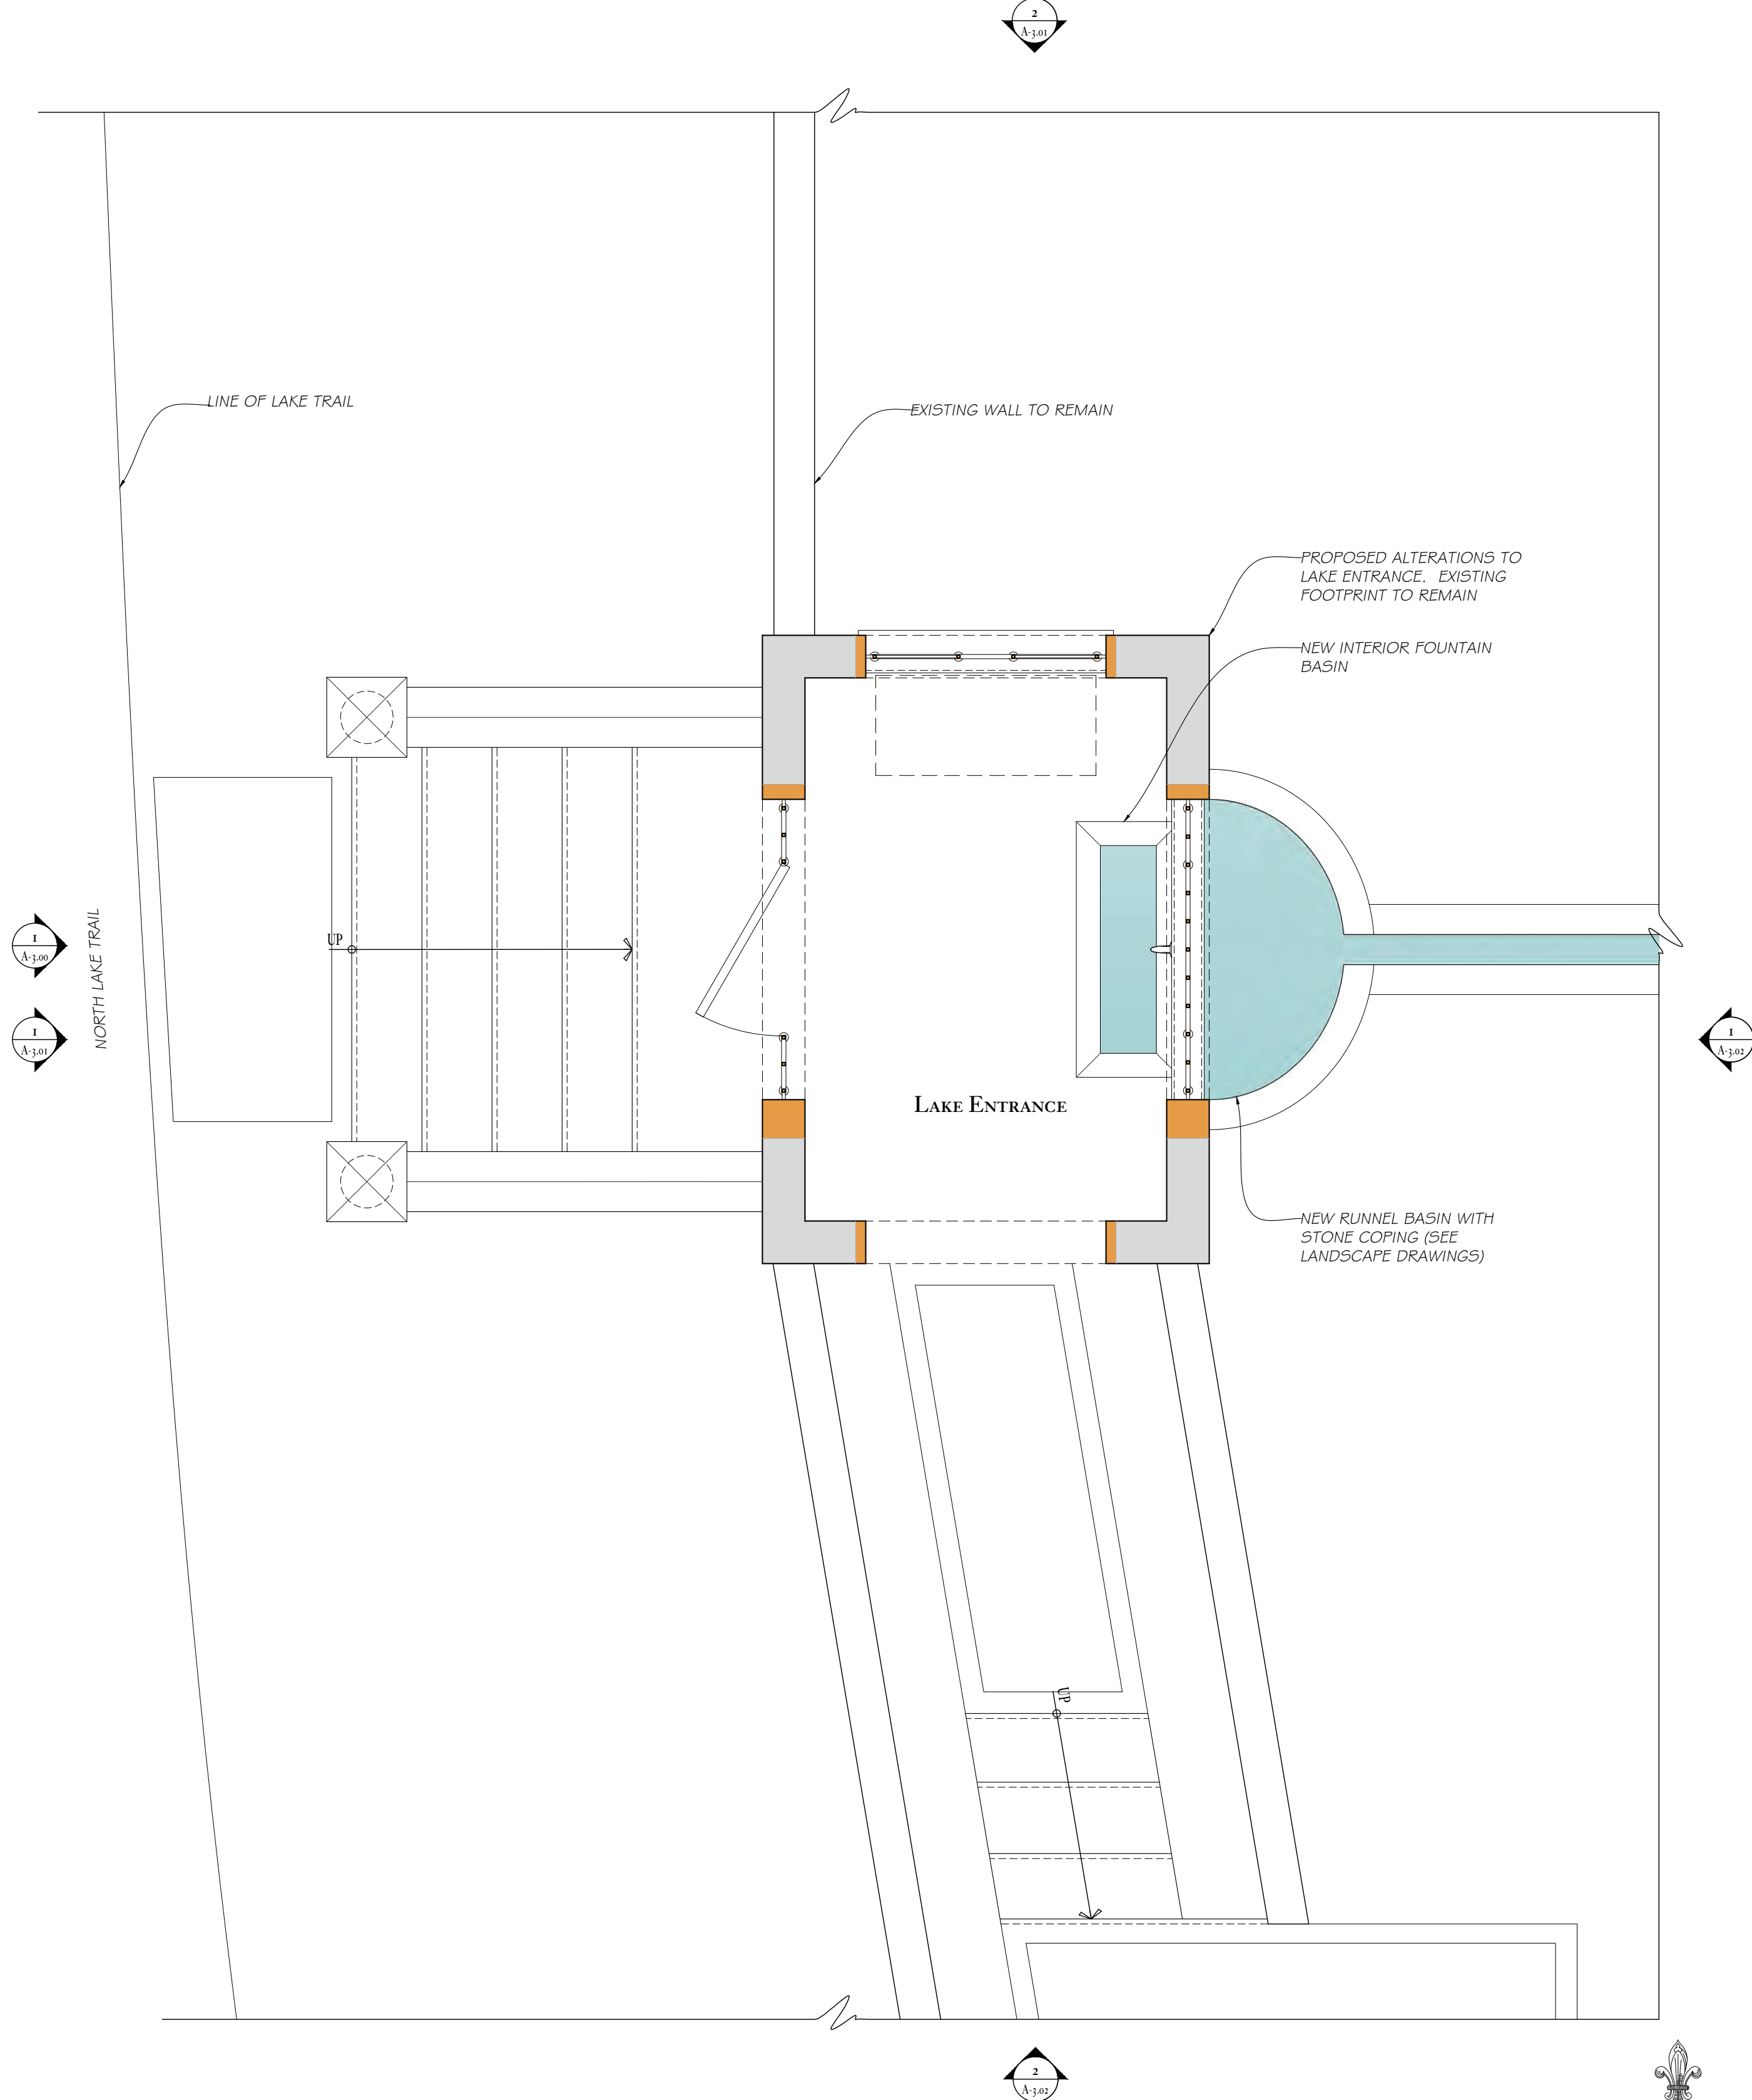 2
A-3.01
LINE OF LAKE TRAIL
EXISTING WALL TO REMAIN
PROPOSED ALTERATIONS TO
LAKE ENTRANCE. EXISTING
FOOTPRINT TO REMAIN
NEW INTERIOR FOUNTAIN
BASIN
UP
1
A-3.00
NORTH LAKE TRAIL
1
A-3.01
1
A-3.02
LAKE ENTRANCE
NEW RUNNEL BASIN WITH
STONE COPING (SEE
LANDSCAPE DRAWINGS)
UP
2
A-3.02